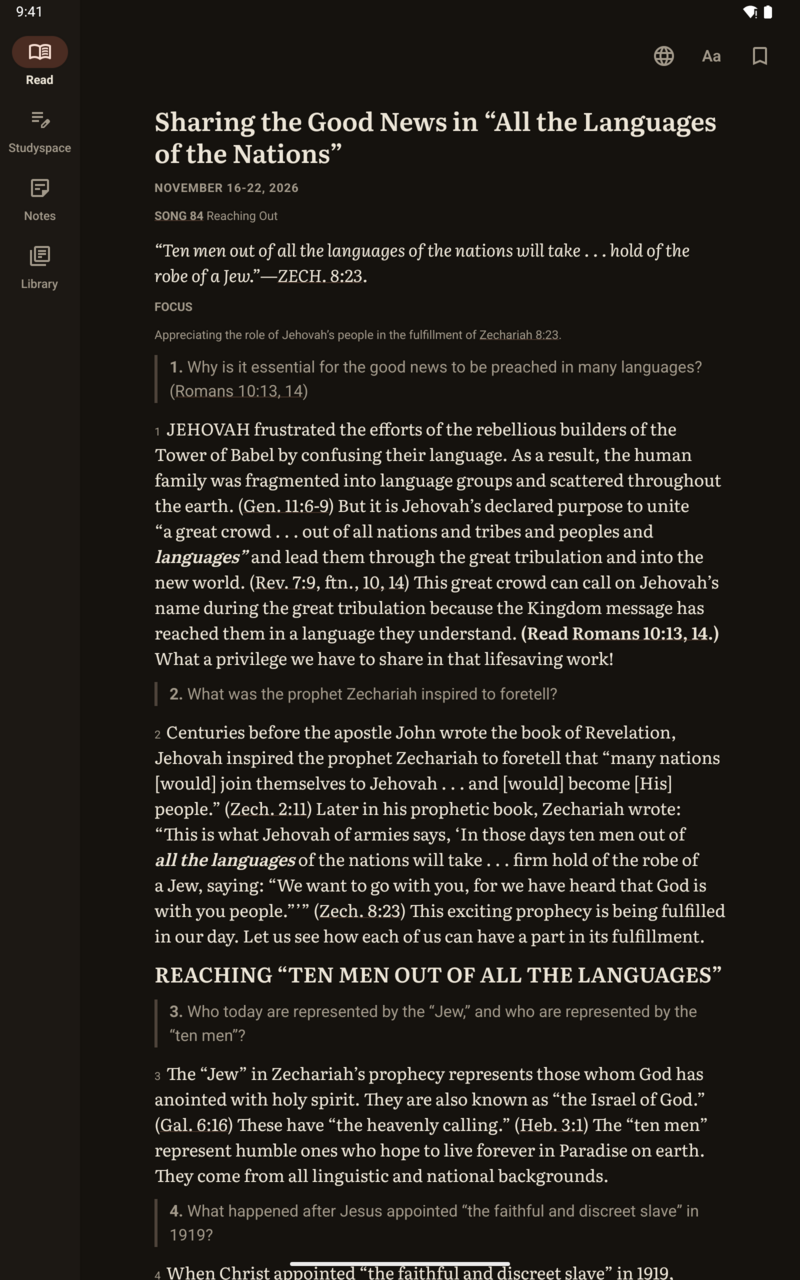 9:41
Read
Studyspace
Notes
Library
Aa
Sharing the Good News in “All the Languages
of the Nations”
NOVEMBER 16-22, 2026
SONG 84 Reaching Out
“Ten men out of all the languages of the nations will take . . . hold of the
robe of a Jew.”—ZECH. 8:23.
FOCUS
Appreciating the role of Jehovah’s people in the fulfillment of Zechariah 8:23.
1. Why is it essential for the good news to be preached in many languages?
(Romans 10:13, 14)
1 JEHOVAH frustrated the efforts of the rebellious builders of the
Tower of Babel by confusing their language. As a result, the human
family was fragmented into language groups and scattered throughout
the earth. (Gen. 11:6-9) But it is Jehovah’s declared purpose to unite
“a great crowd . . . out of all nations and tribes and peoples and
languages” and lead them through the great tribulation and into the
new world. (Rev. 7:9, ftn., 10, 14) This great crowd can call on Jehovah’s
name during the great tribulation because the Kingdom message has
reached them in a language they understand. (Read Romans 10:13, 14.)
What a privilege we have to share in that lifesaving work!
2. What was the prophet Zechariah inspired to foretell?
2 Centuries before the apostle John wrote the book of Revelation,
Jehovah inspired the prophet Zechariah to foretell that “many nations
[would] join themselves to Jehovah . . . and [would] become [His]
people.” (Zech. 2:11) Later in his prophetic book, Zechariah wrote:
“This is what Jehovah of armies says, ‘In those days ten men out of
all the languages of the nations will take . . . firm hold of the robe of
a Jew, saying: “We want to go with you, for we have heard that God is
with you people.”’” (Zech. 8:23) This exciting prophecy is being fulfilled
in our day. Let us see how each of us can have a part in its fulfillment.
REACHING “TEN MEN OUT OF ALL THE LANGUAGES”
3. Who today are represented by the “Jew,” and who are represented by the
“ten men”?
3 The “Jew” in Zechariah’s prophecy represents those whom God has
anointed with holy spirit. They are also known as “the Israel of God.”
(Gal. 6:16) These have “the heavenly calling.” (Heb. 3:1) The “ten men”
represent humble ones who hope to live forever in Paradise on earth.
They come from all linguistic and national backgrounds.
4. What happened after Jesus appointed “the faithful and discreet slave” in
1919?
4 When Christ appointed “the faithful and discreet slave” in 1919,